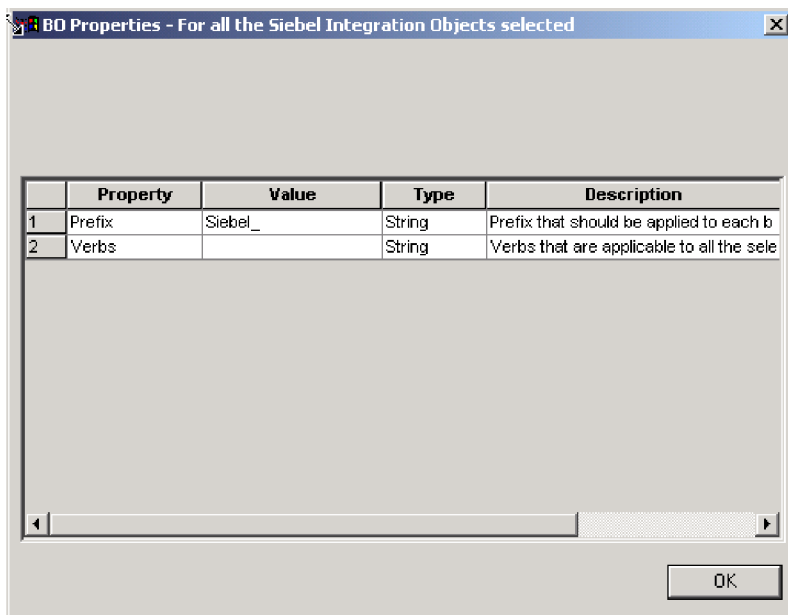 BO Properties - For all the Siebel Integration Objects selected
Property Value Type Description
1 Prefix Siebel_ String Prefix that should be applied to each b
2 Verbs String Verbs that are applicable to all the sele
OK